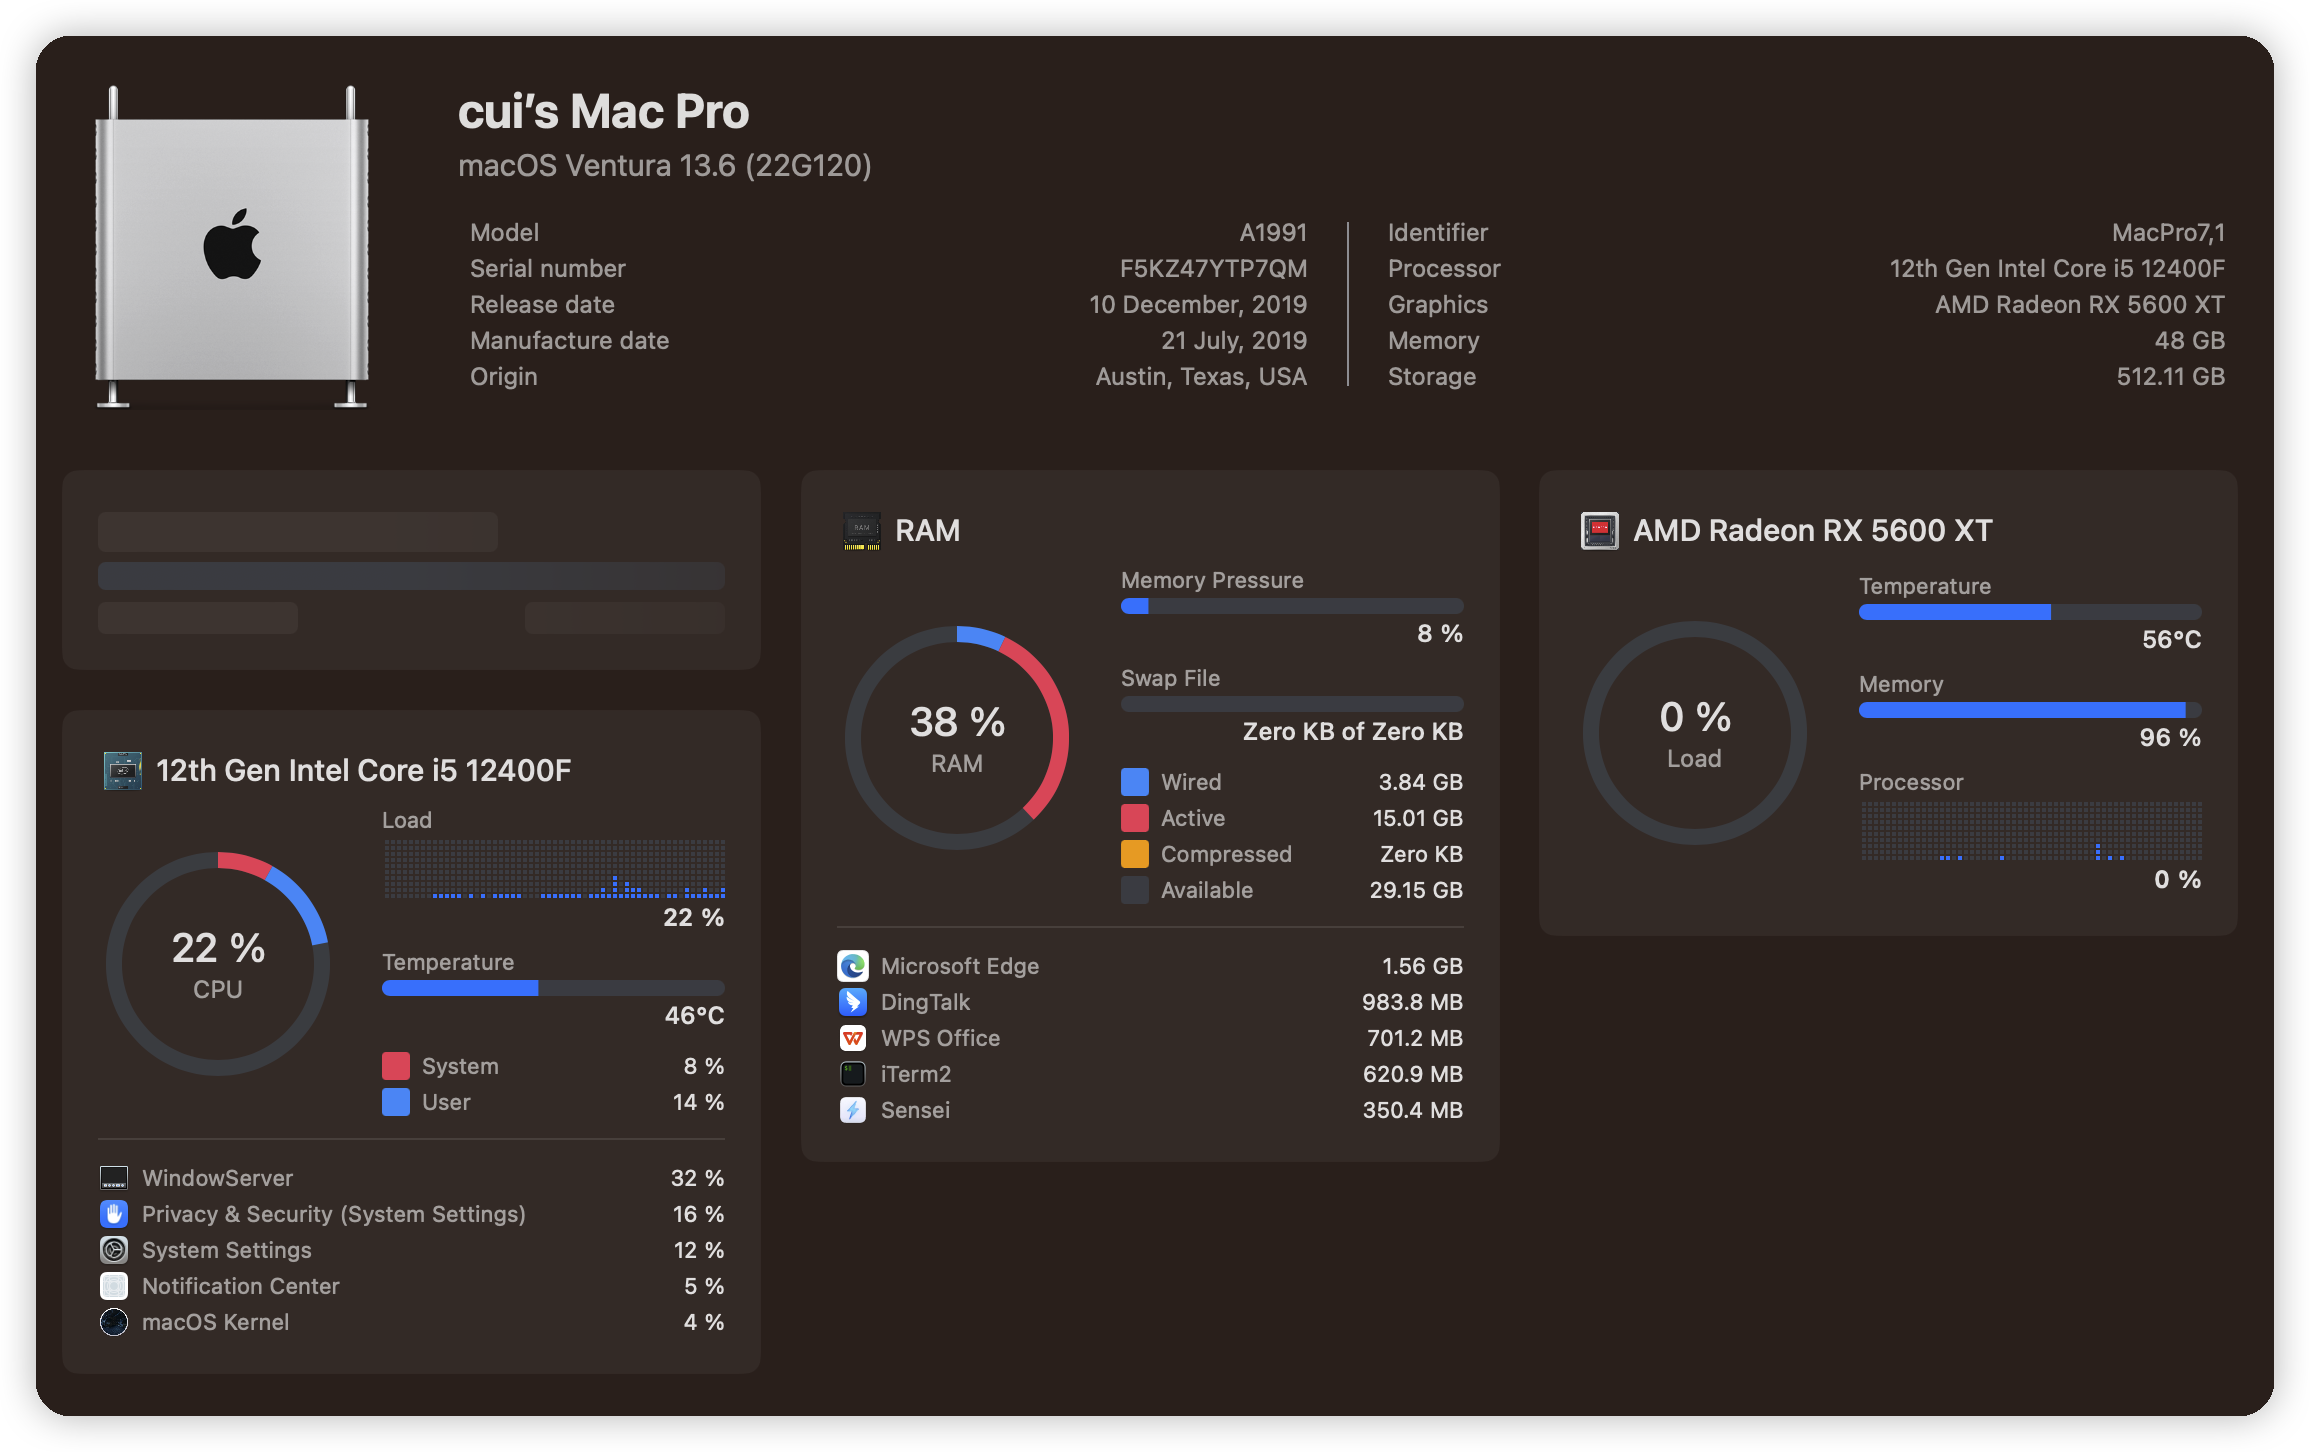 cui’s Mac Pro
macOS Ventura 13.6 (22G120)
Model A1991
Serial number F5KZ47YTP7QM
Release date 10 December, 2019
Manufacture date 21 July, 2019
Origin Austin, Texas, USA
Identifier MacPro7,1
Processor 12th Gen Intel Core i5 12400F
Graphics AMD Radeon RX 5600 XT
Memory 48 GB
Storage 512.11 GB
12th Gen Intel Core i5 12400F
Load
22 %
22 %
CPU
Temperature
46°C
System 8 %
User 14 %
WindowServer 32 %
Privacy & Security (System Settings) 16 %
System Settings 12 %
Notification Center 5 %
macOS Kernel 4 %
RAM
RAM
Memory Pressure
8 %
38 %
RAM
Swap File
Zero KB of Zero KB
Wired 3.84 GB
Active 15.01 GB
Compressed Zero KB
Available 29.15 GB
Microsoft Edge 1.56 GB
DingTalk 983.8 MB
WPS Office 701.2 MB
iTerm2 620.9 MB
Sensei 350.4 MB
AMD Radeon RX 5600 XT
Temperature
56°C
0 %
Load
Memory
96 %
Processor
0 %